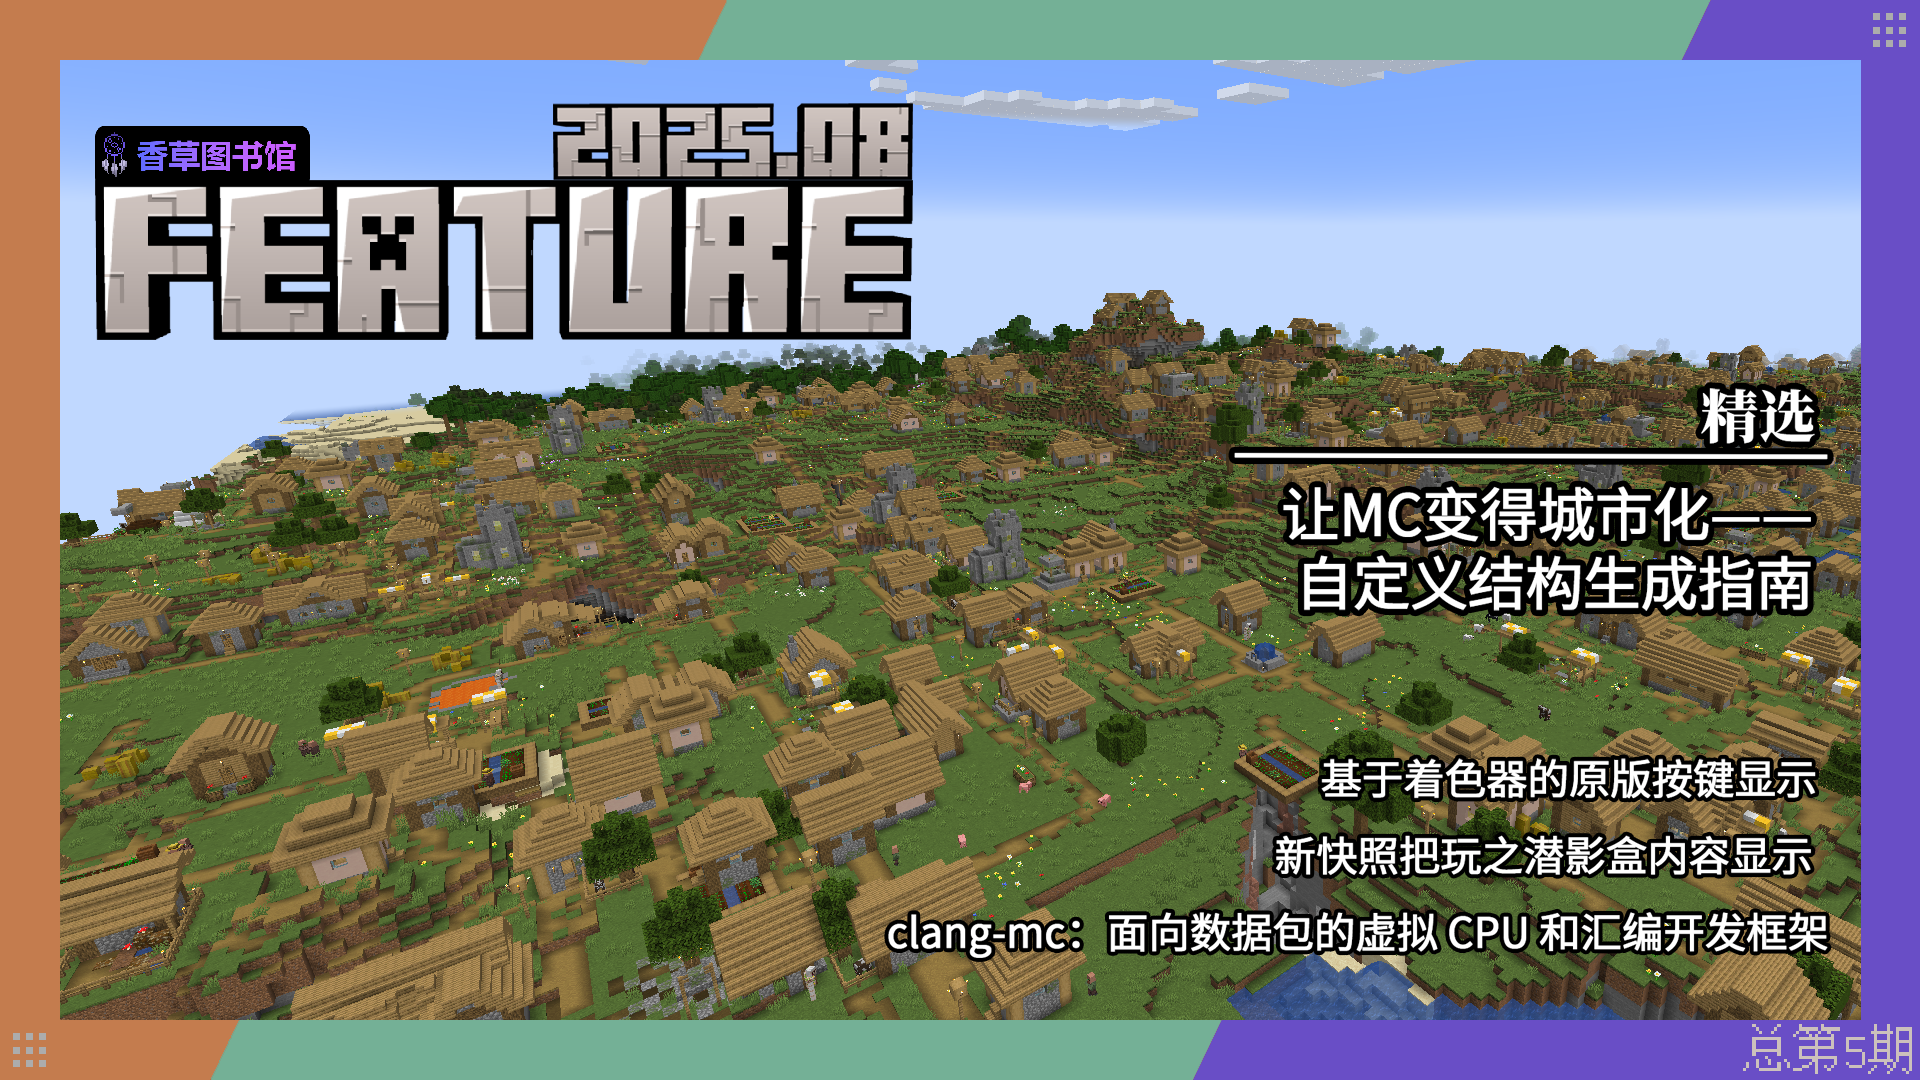 2025.08
香草图书馆
FEATURE
精选
让MC变得城市化——
自定义结构生成指南
基于着色器的原版按键显示
新快照把玩之潜影盒内容显示
clang-mc：面向数据包的虚拟 CPU 和汇编开发框架
总第5期